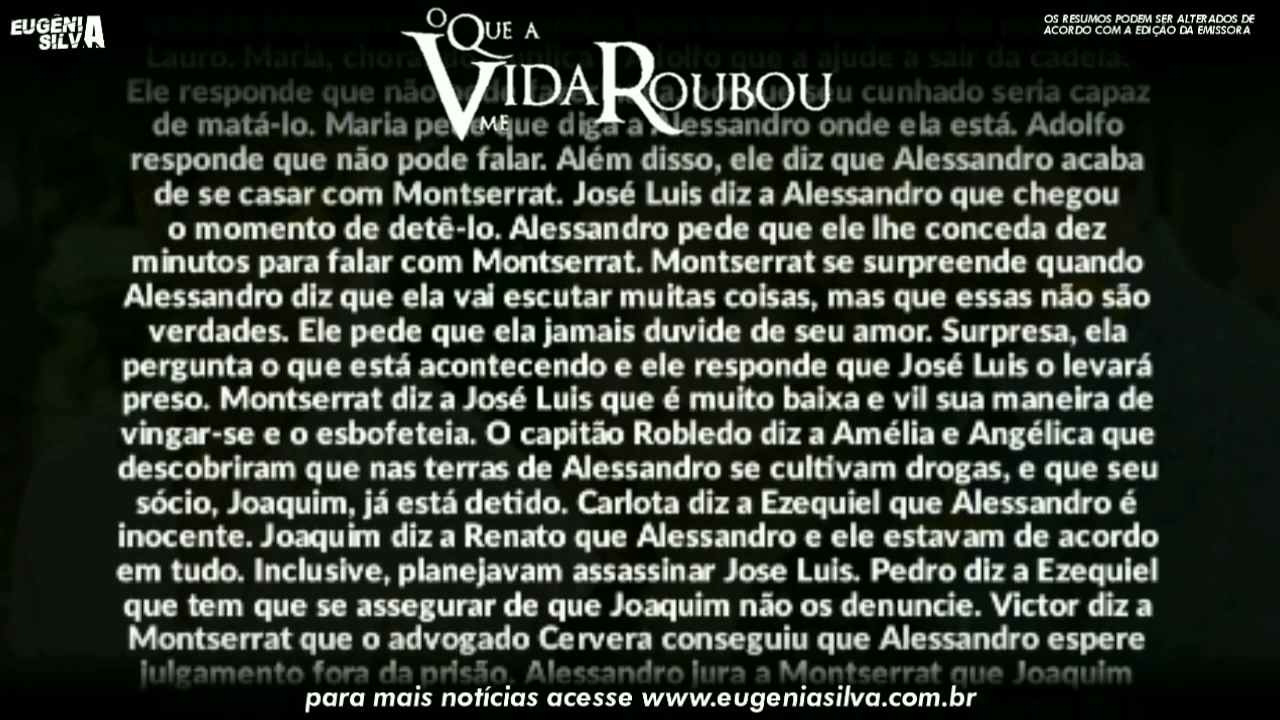 EUGÊNIA
SILVA
O QUE A
VIDA ROUBOU
ME
OS RESUMOS PODEM SER ALTERADOS DE
ACORDO COM A EDIÇÃO DA EMISSORA
Lauro. Maria, chora Adolfo que a ajude a sair da cadeia.
Ele responde que não cunhado seria capaz
de matá-lo. Maria que diga a Alessandro onde ela está. Adolfo
responde que não pode falar. Além disso, ele diz que Alessandro acaba
de se casar com Montserrat. José Luis diz a Alessandro que chegou
o momento de detê-lo. Alessandro pede que ele lhe conceda dez
minutos para falar com Montserrat. Montserrat se surpreende quando
Alessandro diz que ela vai escutar muitas coisas, mas que essas não são
verdades. Ele pede que ela jamais duvide de seu amor. Surpresa, ela
pergunta o que está acontecendo e ele responde que José Luis o levará
preso. Montserrat diz a José Luis que é muito baixa e vil sua maneira de
vingar-se e o esbofeteia. O capitão Robledo diz a Amélia e Angélica que
descobriram que nas terras de Alessandro se cultivam drogas, e que seu
sócio, Joaquim, já está detido. Carlota diz a Ezequiel que Alessandro é
inocente. Joaquim diz a Renato que Alessandro e ele estavam de acordo
em tudo. Inclusive, planejavam assassinar Jose Luis. Pedro diz a Ezequiel
que tem que se assegurar de que Joaquim não os denuncie. Victor diz a
Montserrat que o advogado Cervera conseguiu que Alessandro espere
julgamento fora da prisão. Alessandro jura a Montserrat que Joaquim
para mais notícias acesse www.eugeniasilva.com.br